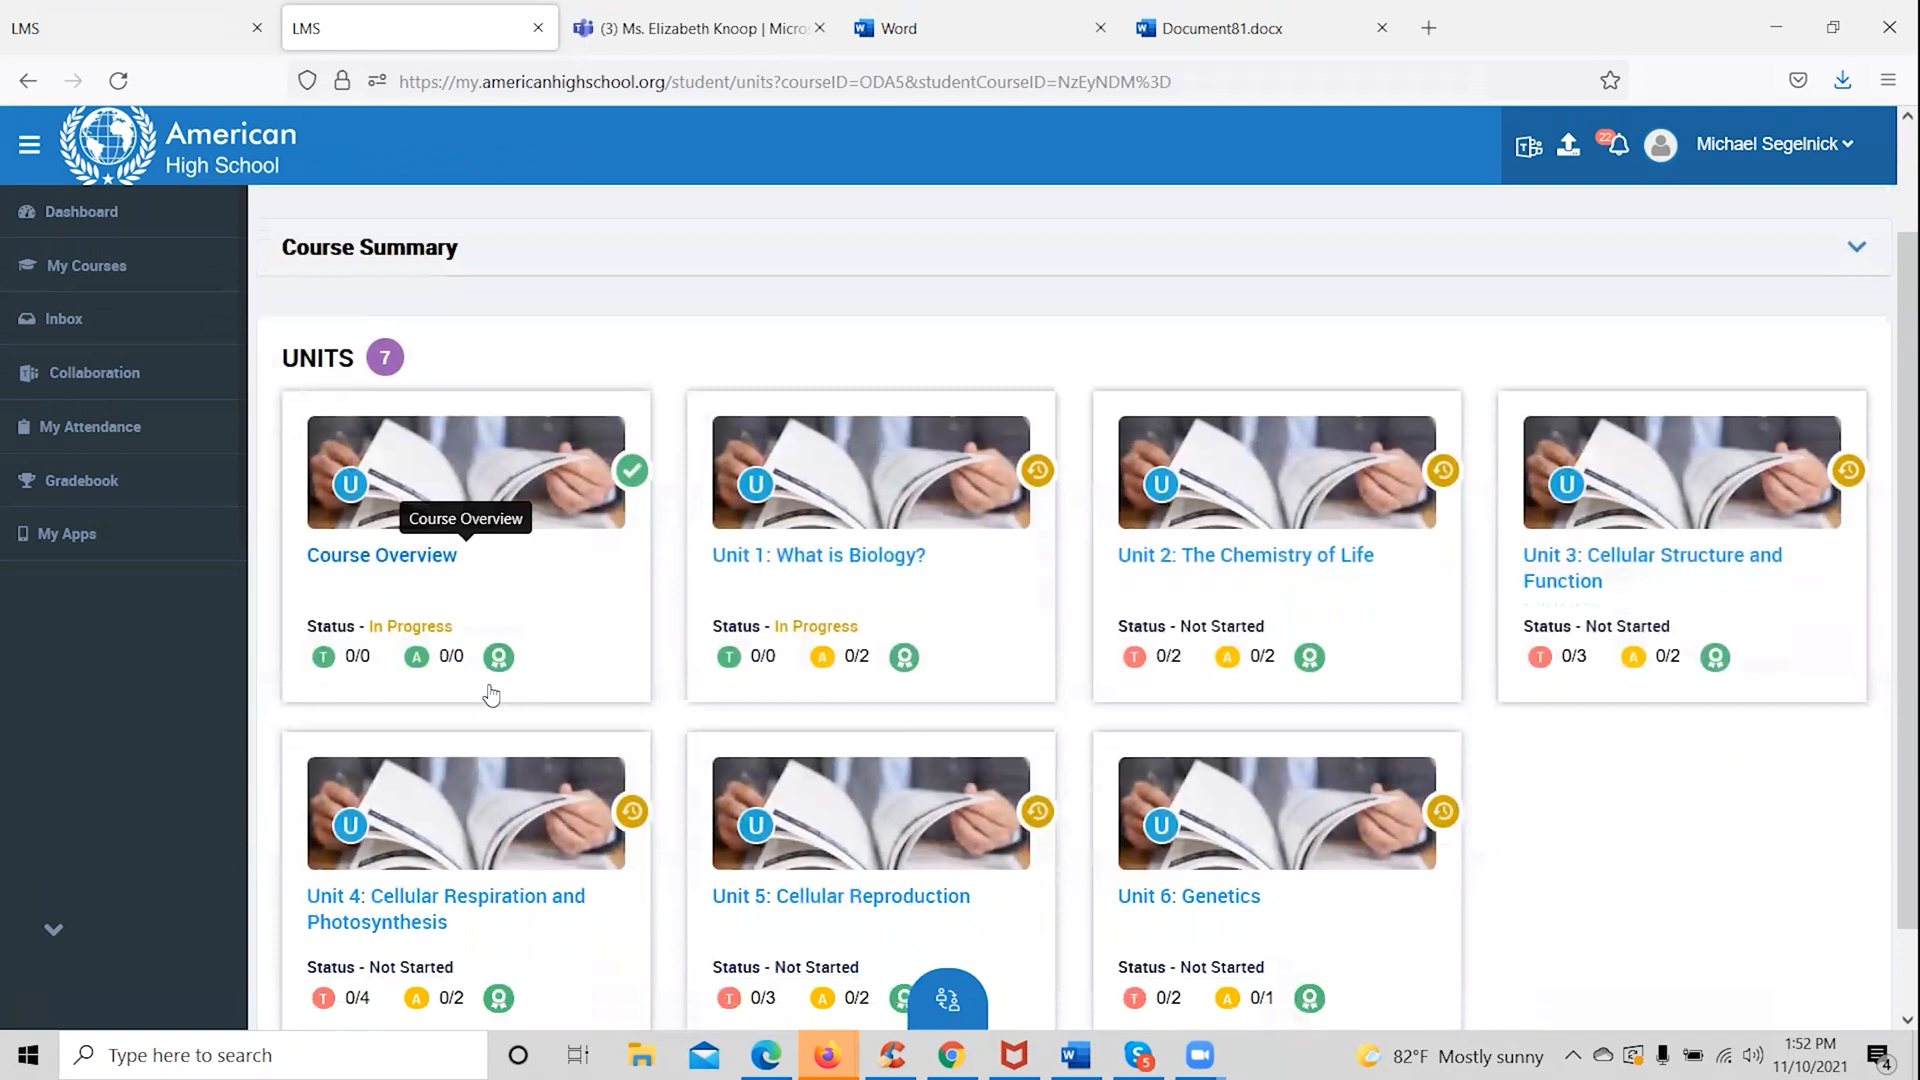 LMS
LMS
(3) Ms. Elizabeth Knoop | Micros
Word
Document81.docx
https://my.americanhighschool.org/student/units?courseID=ODA5&studentCourseID=NzEyNDM%3D
American
High School
22
Michael Segelnick
Dashboard
My Courses
Inbox
Collaboration
My Attendance
Gradebook
My Apps
Course Summary
UNITS 7
U
U
U
U
Course Overview
Course Overview
Unit 1: What is Biology?
Unit 2: The Chemistry of Life
Unit 3: Cellular Structure and
Function
Status - In Progress
Status - In Progress
Status - Not Started
Status - Not Started
T 0/0 A 0/0
T 0/0 A 0/2
T 0/2 A 0/2
T 0/3 A 0/2
U
U
U
Unit 4: Cellular Respiration and
Photosynthesis
Unit 5: Cellular Reproduction
Unit 6: Genetics
Status - Not Started
Status - Not Started
Status - Not Started
T 0/4 A 0/2
T 0/3 A 0/2
T 0/2 A 0/1
Type here to search
5
82°F Mostly sunny
1:52 PM
11/10/2021
4